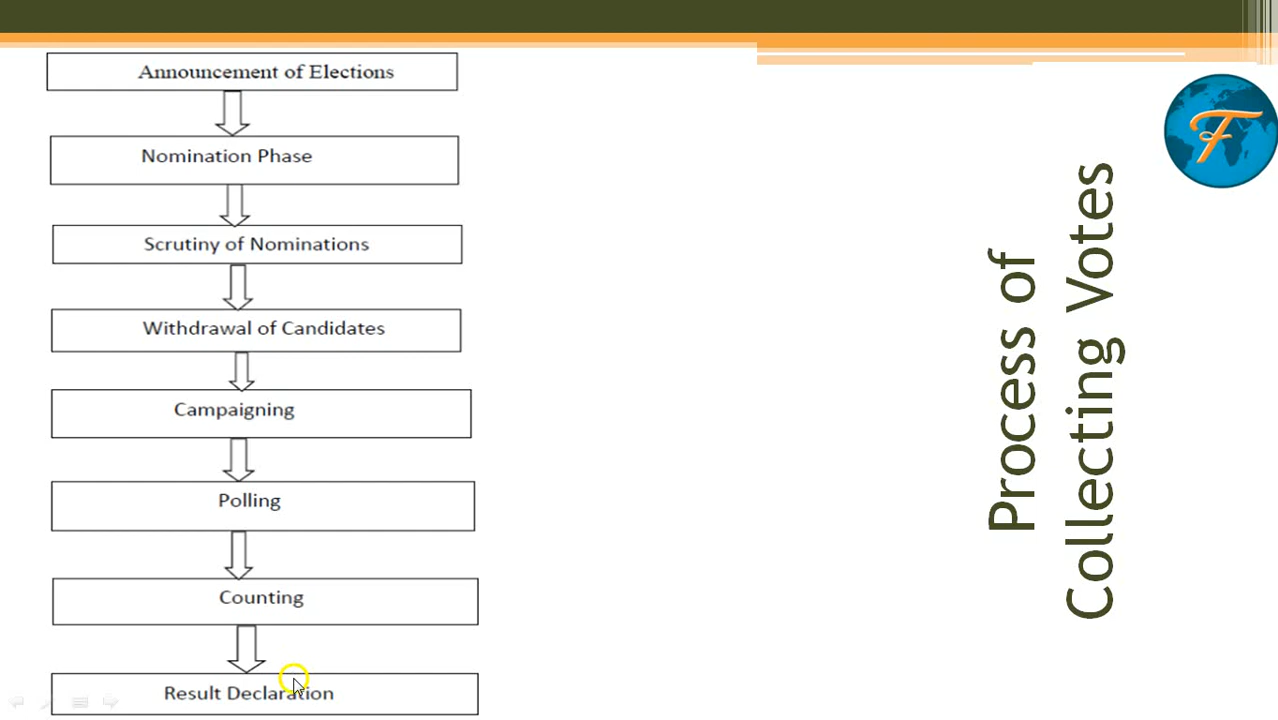 Announcement of Elections
Nomination Phase
Scrutiny of Nominations
Withdrawal of Candidates
Campaigning
Polling
Counting
Result Declaration
Process of
Collecting Votes
F